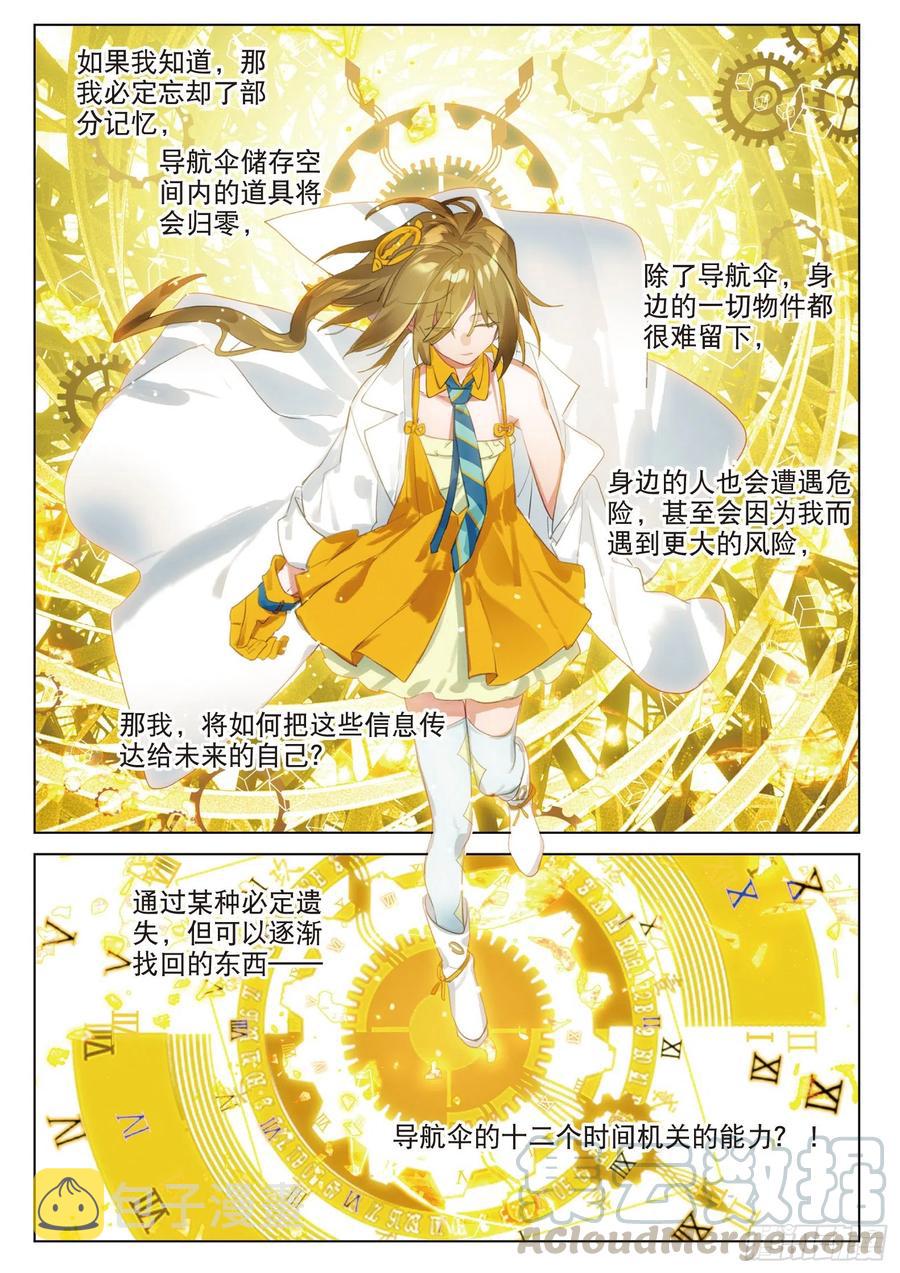 如果我知道，那
我必定忘却了部
分记忆，
导航伞储存空
间内的道具将
会归零，
除了导航伞，身
边的一切物件都
很难留下，
身边的人也会遭遇危
险，甚至会因为我而
遇到更大的风险，
那我，将如何把这些信息传
达给未来的自己？
通过某种必定遗
失，但可以逐渐
找回的东西——
导航伞的十二个时间机关的能力？！
集云数据
AcloudMerge.com
包子漫畫